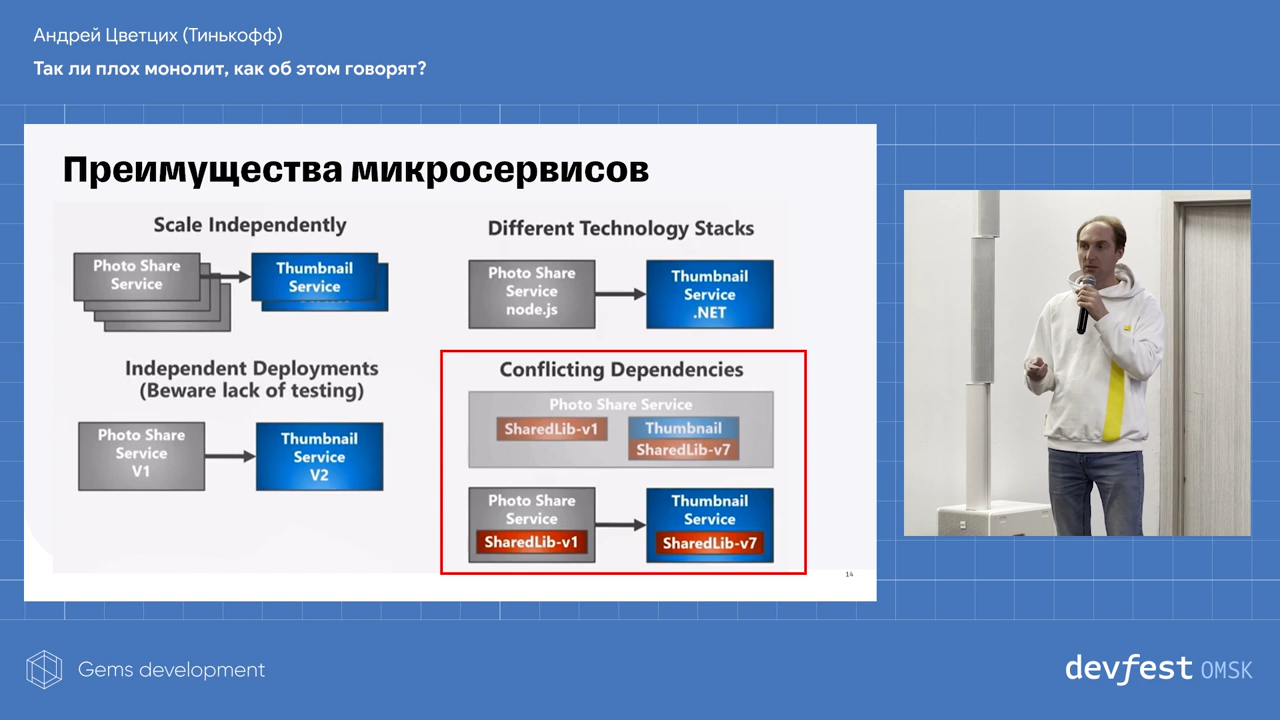 Андрей Цветцих (Тинькофф)
Так ли плох монолит, как об этом говорят?
Преимущества микросервисов
Scale Independently
Photo Share
Service
Thumbnail
Service
Different Technology Stacks
Photo Share
Service
node.js
Thumbnail
Service
.NET
Independent Deployments
(Beware lack of testing)
Photo Share
Service
V1
Thumbnail
Service
V2
Conflicting Dependencies
Photo Share Service
SharedLib-v1
Thumbnail
SharedLib-v7
Photo Share
Service
SharedLib-v1
Thumbnail
Service
SharedLib-v7
14
Gems development
devfest OMSK